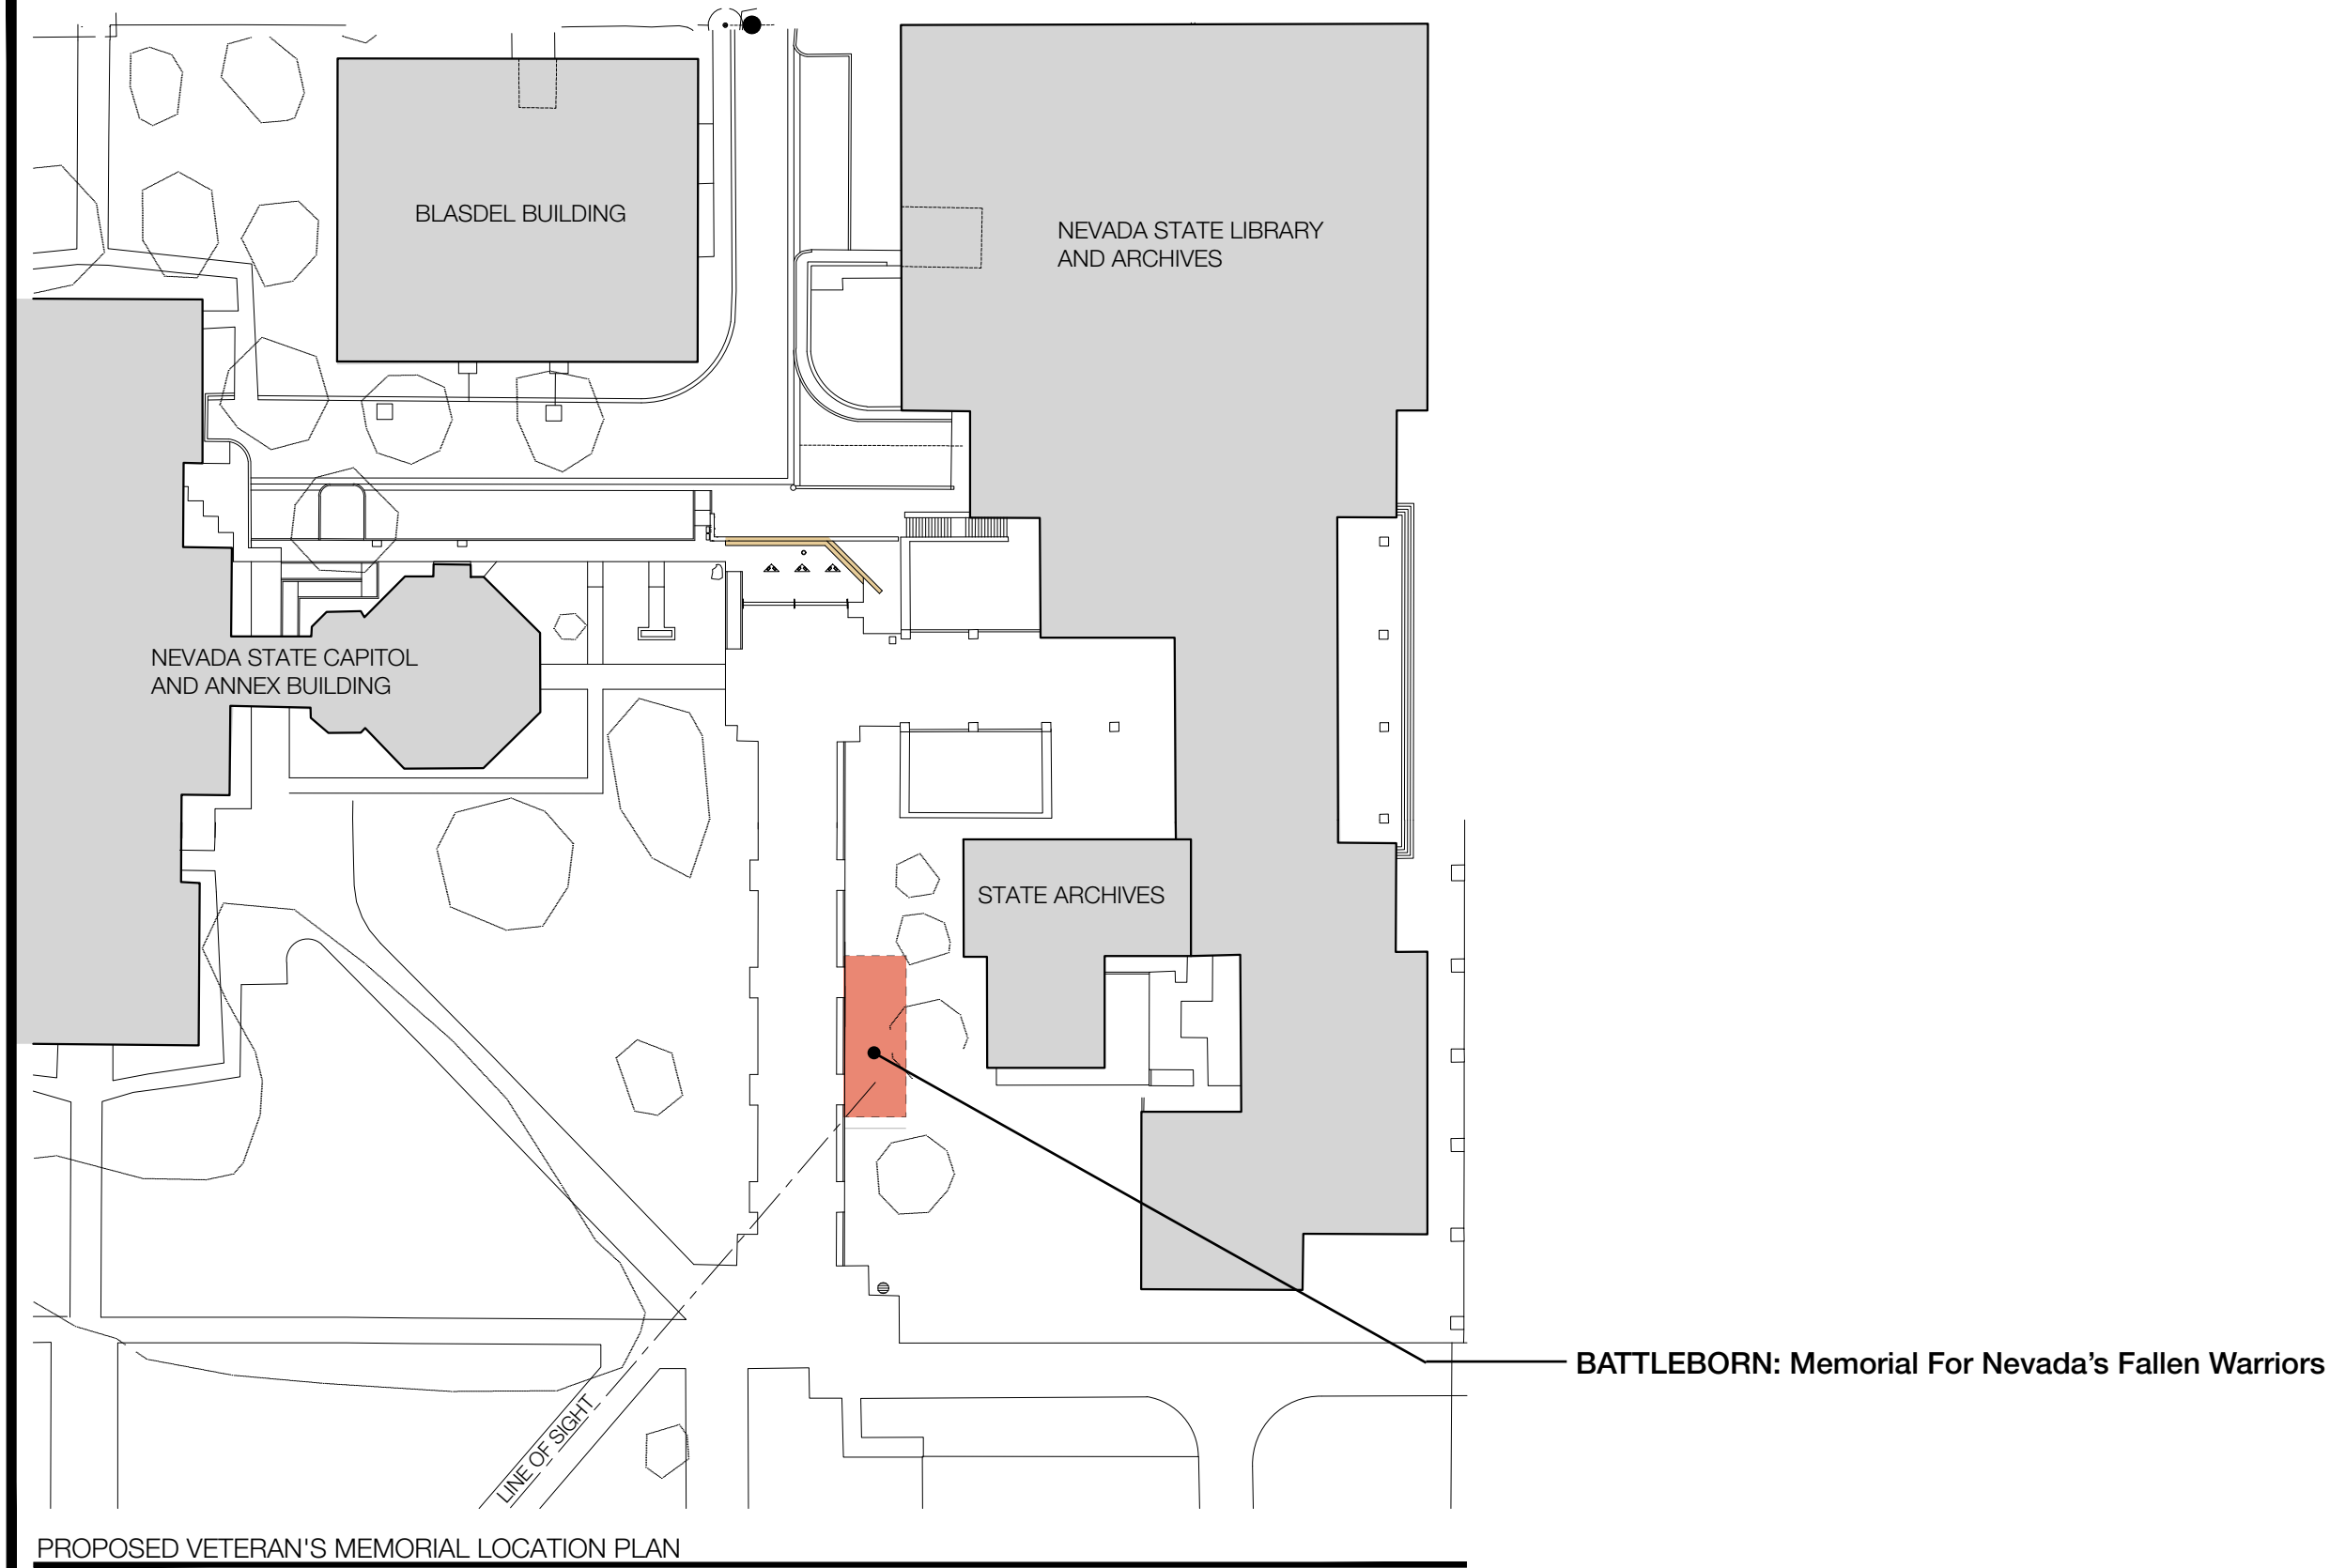 BLASDEL BUILDING
NEVADA STATE LIBRARY
AND ARCHIVES
NEVADA STATE CAPITOL
AND ANNEX BUILDING
STATE ARCHIVES
BATTLEBORN: Memorial For Nevada’s Fallen Warriors
LINE OF SIGHT
PROPOSED VETERAN'S MEMORIAL LOCATION PLAN